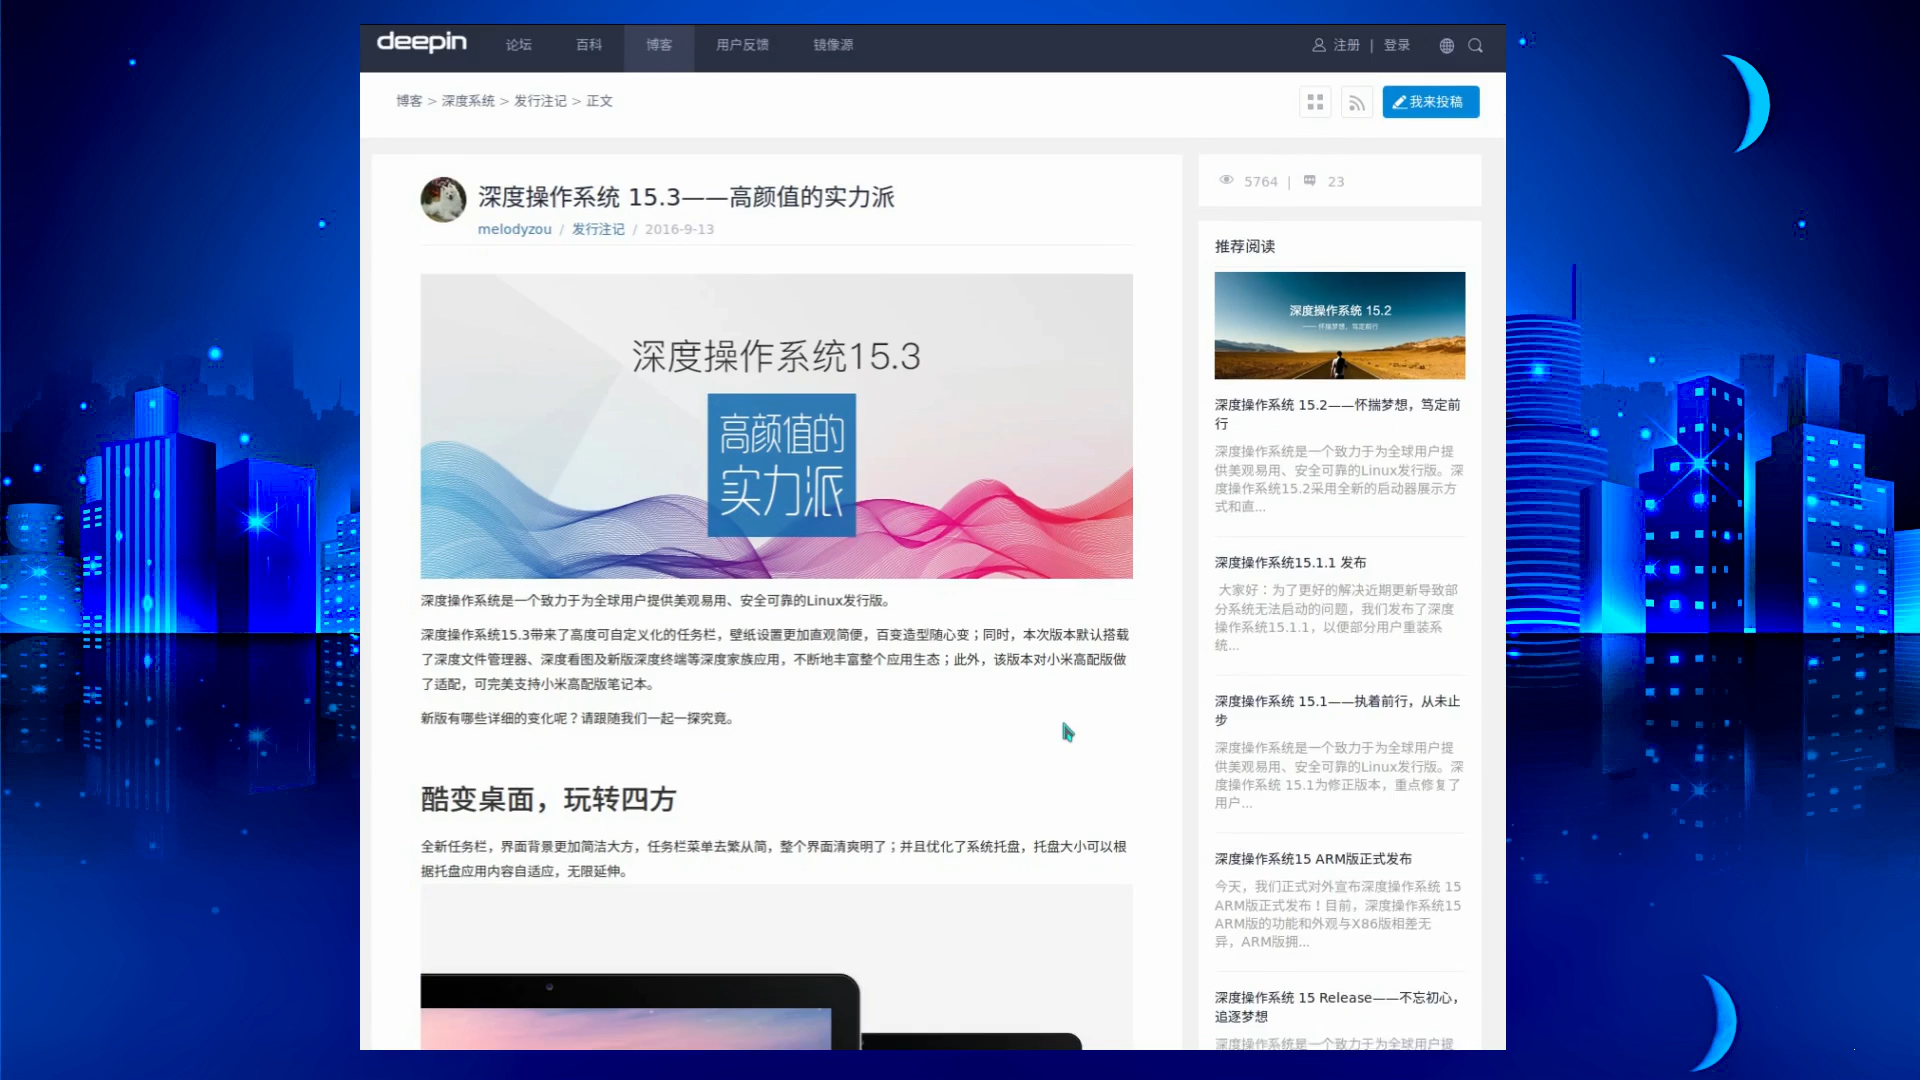 deepin 论坛 百科 博客 用户反馈 镜像源 注册 | 登录
博客 > 深度系统 > 发行注记 > 正文 我来投稿
深度操作系统 15.3——高颜值的实力派
melodyzou / 发行注记 / 2016-9-13
深度操作系统15.3
高颜值的
实力派
深度操作系统是一个致力于为全球用户提供美观易用、安全可靠的Linux发行版。
深度操作系统15.3带来了高度可自定义化的任务栏，壁纸设置更加直观简便，百变造型随心变；同时，本次版本默认搭载
了深度文件管理器、深度看图及新版深度终端等深度家族应用，不断地丰富整个应用生态；此外，该版本对小米高配版做
了适配，可完美支持小米高配版笔记本。
新版有哪些详细的变化呢？请跟随我们一起一探究竟。
酷变桌面，玩转四方
全新任务栏，界面背景更加简洁大方，任务栏菜单去繁从简，整个界面清爽明了；并且优化了系统托盘，托盘大小可以根
据托盘应用内容自适应，无限延伸。
5764 | 23
推荐阅读
深度操作系统 15.2
—— 怀揣梦想，笃定前行
深度操作系统 15.2——怀揣梦想，笃定前
行
深度操作系统是一个致力于为全球用户提
供美观易用、安全可靠的Linux发行版。深
度操作系统15.2采用全新的启动器展示方
式和直...
深度操作系统15.1.1 发布
大家好：为了更好的解决近期更新导致部
分系统无法启动的问题，我们发布了深度
操作系统15.1.1，以便部分用户重装系
统...
深度操作系统 15.1——执着前行，从未止
步
深度操作系统是一个致力于为全球用户提
供美观易用、安全可靠的Linux发行版。深
度操作系统 15.1为修正版本，重点修复了
用户...
深度操作系统15 ARM版正式发布
今天，我们正式对外宣布深度操作系统 15
ARM版正式发布！目前，深度操作系统15
ARM版的功能和外观与X86版相差无
异，ARM版拥...
深度操作系统 15 Release——不忘初心，
追逐梦想
深度操作系统是一个致力于为全球用户提